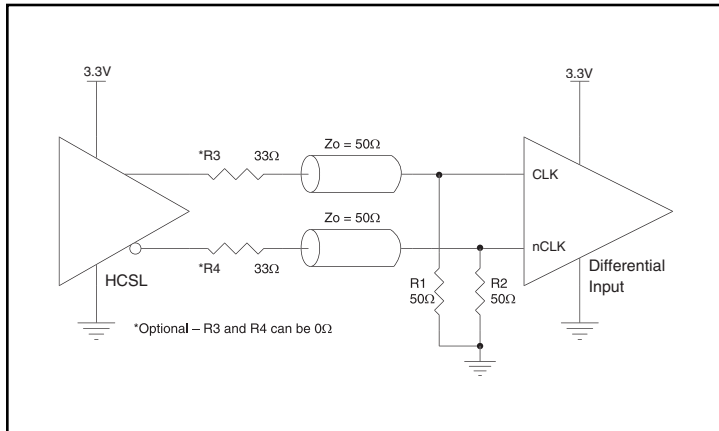 3.3V
3.3V
*R3
33Ω
Zo = 50Ω
CLK
Zo = 50Ω
nCLK
HCSL
*R4
33Ω
R1
50Ω
R2
50Ω
Differential
Input
*Optional – R3 and R4 can be 0Ω